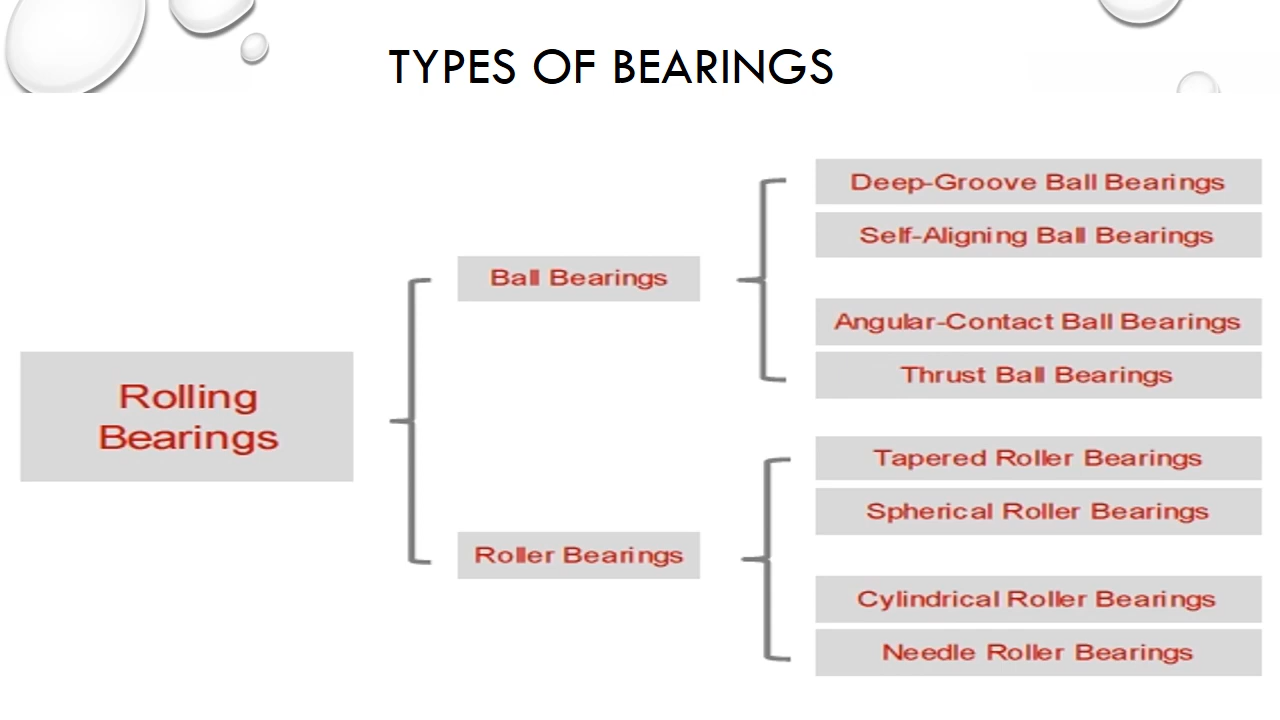 TYPES OF BEARINGS
Rolling
Bearings
Ball Bearings
Deep-Groove Ball Bearings
Self-Aligning Ball Bearings
Angular-Contact Ball Bearings
Thrust Ball Bearings
Roller Bearings
Tapered Roller Bearings
Spherical Roller Bearings
Cylindrical Roller Bearings
Needle Roller Bearings